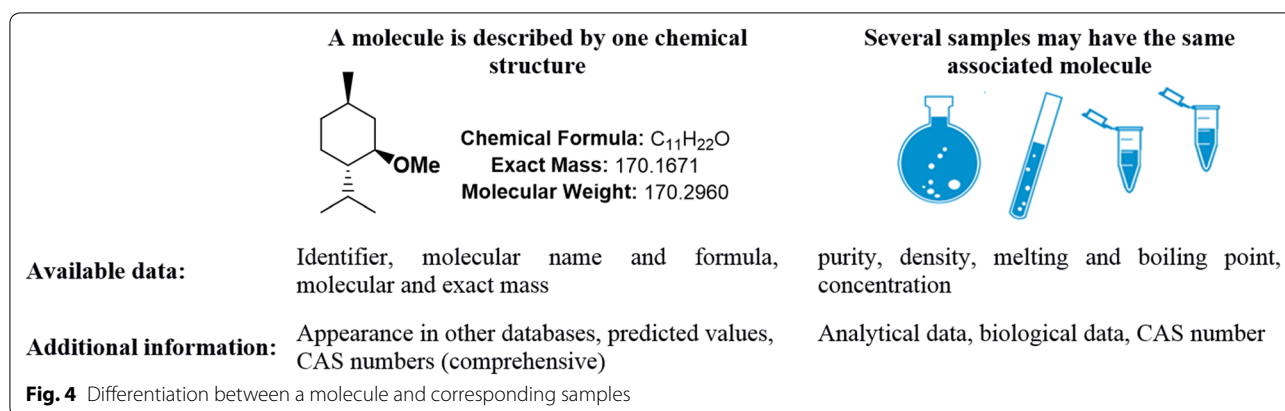 A molecule is described by one chemical
structure
OMe
Chemical Formula: C₁₁H₂₂O
Exact Mass: 170.1671
Molecular Weight: 170.2960
Several samples may have the same
associated molecule
Available data:
Identifier, molecular name and formula,
molecular and exact mass
purity, density, melting and boiling point,
concentration
Additional information:
Appearance in other databases, predicted values,
CAS numbers (comprehensive)
Analytical data, biological data, CAS number
Fig. 4 Differentiation between a molecule and corresponding samples